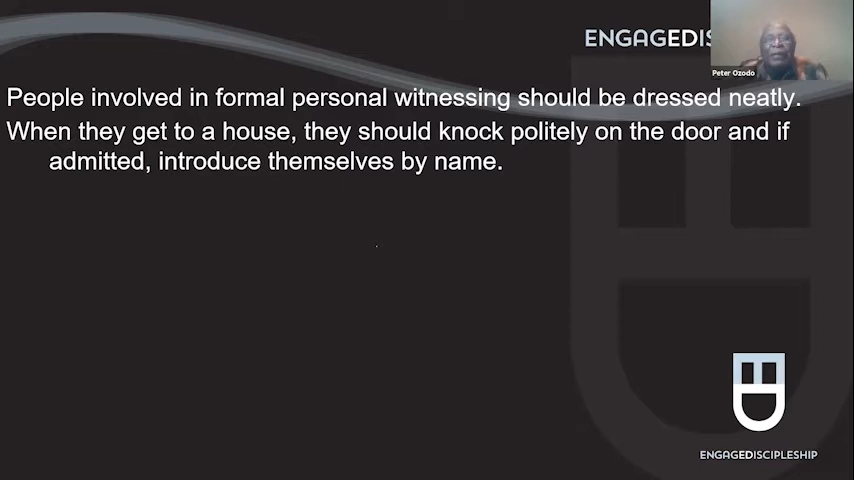 ENGAGEDIS
Peter Ozodo
People involved in formal personal witnessing should be dressed neatly.
When they get to a house, they should knock politely on the door and if
admitted, introduce themselves by name.
ENGAGEDISCIPLESHIP